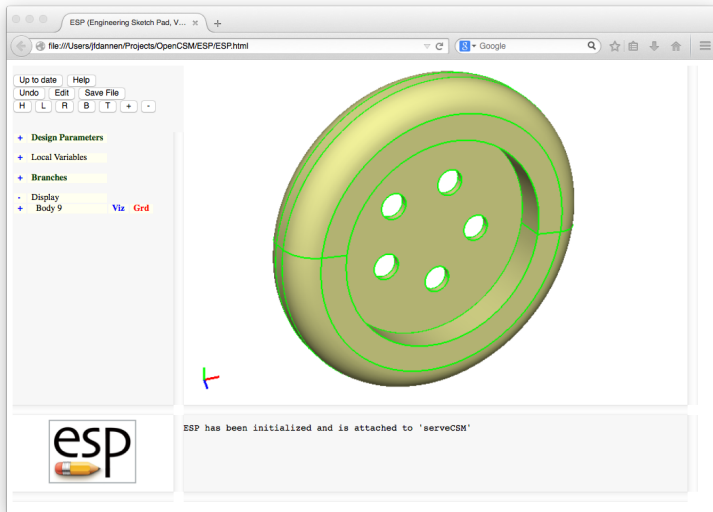 ESP (Engineering Sketch Pad, V... ×
file:///Users/jfdannen/Projects/OpenCSM/ESP/ESP.html
Google
Up to date Help
Undo Edit Save File
H L R B T + -
+ Design Parameters
+ Local Variables
+ Branches
- Display
+ Body 9 Viz Grd
esp
ESP has been initialized and is attached to 'serveCSM'